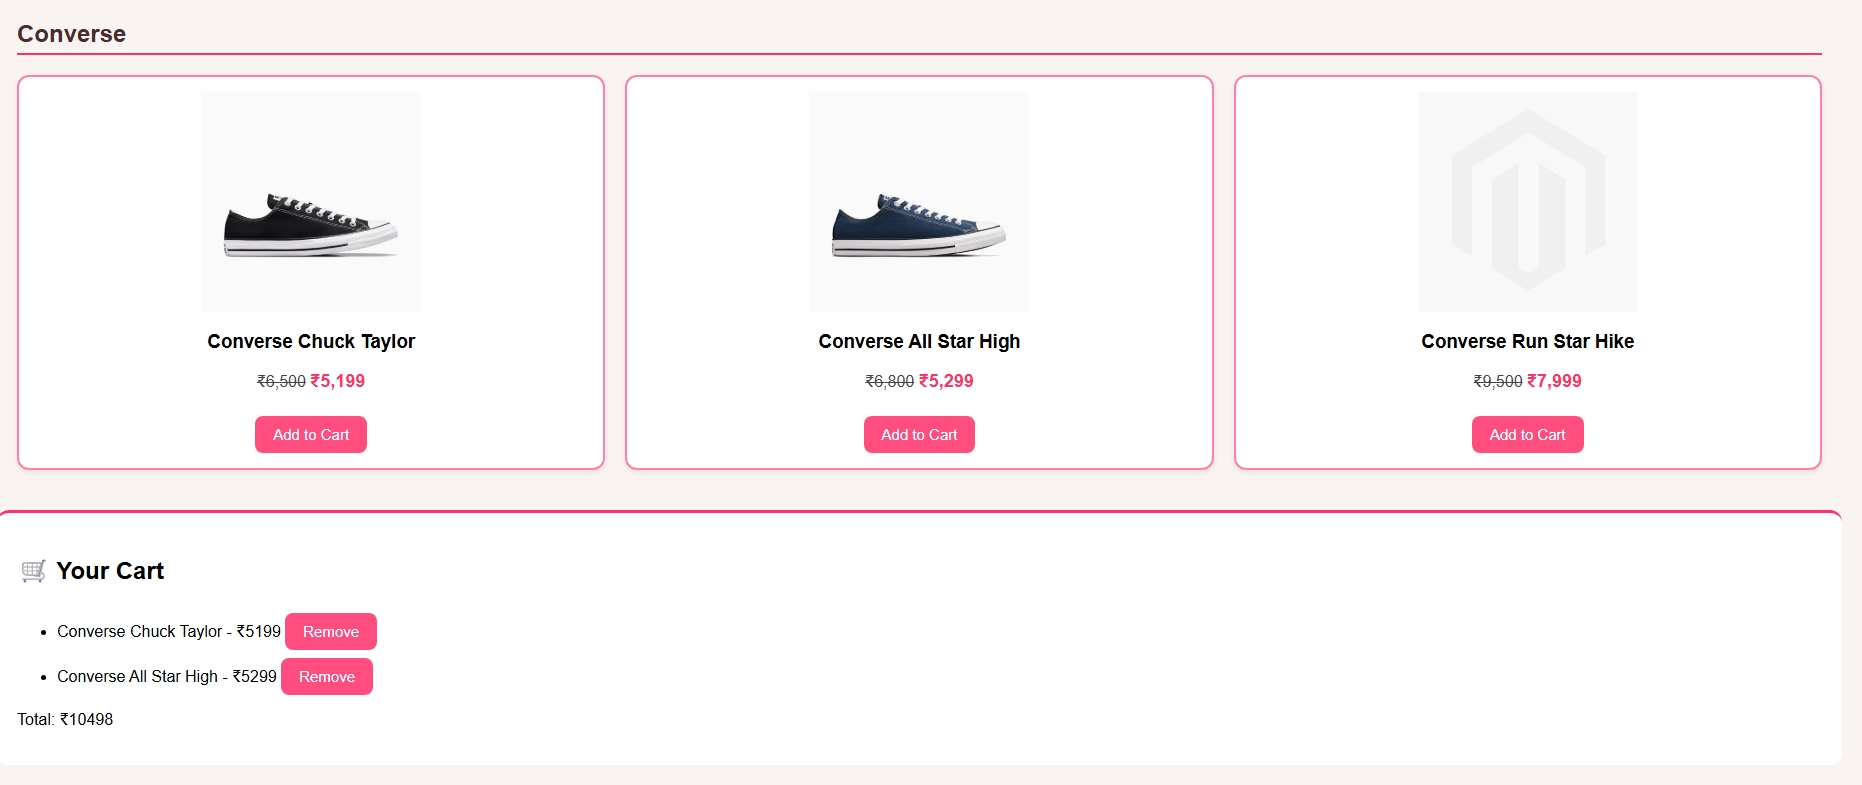 Converse
Converse Chuck Taylor
₹6,500 ₹5,199
Add to Cart
Converse All Star High
₹6,800 ₹5,299
Add to Cart
Converse Run Star Hike
₹9,500 ₹7,999
Add to Cart
🛒 Your Cart
• Converse Chuck Taylor - ₹5199 Remove
• Converse All Star High - ₹5299 Remove
Total: ₹10498